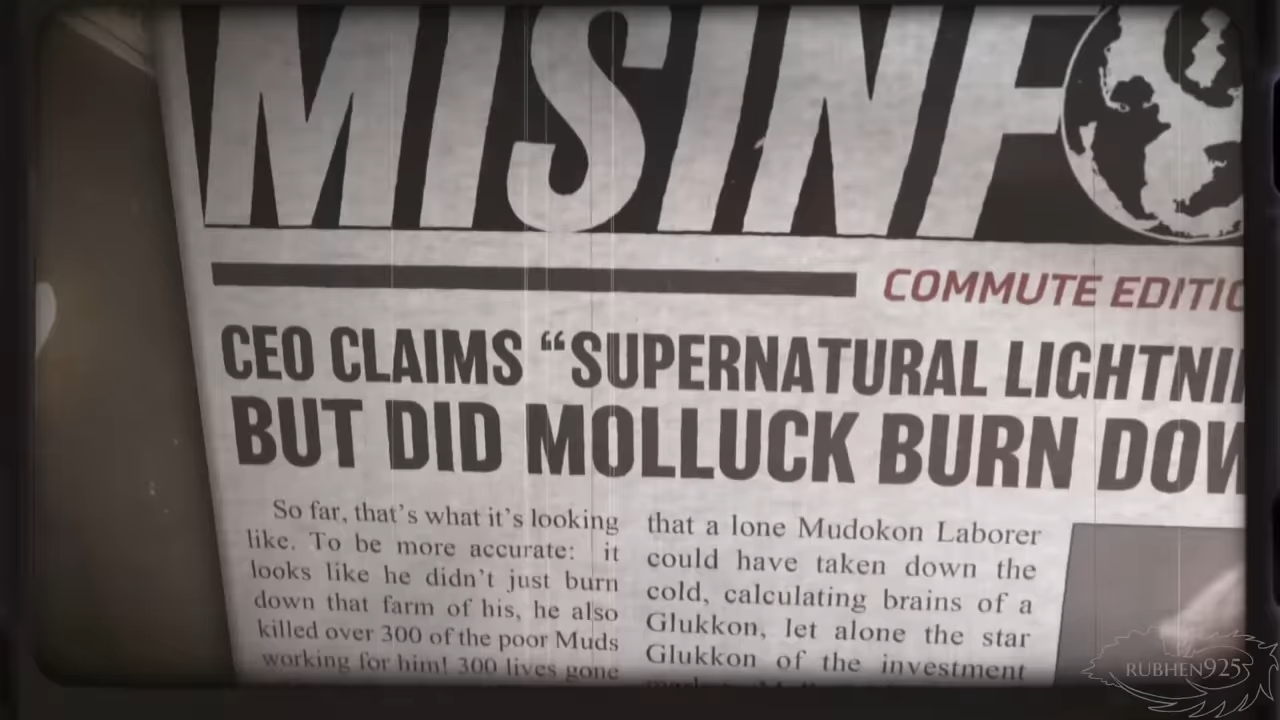 MISINFO
COMMUTE EDITIO
CEO CLAIMS “SUPERNATURAL LIGHTNIN
BUT DID MOLLUCK BURN DOW
So far, that’s what it’s looking
like. To be more accurate: it
looks like he didn’t just burn
down that farm of his, he also
killed over 300 of the poor Muds
working for him! 300 lives gone
that a lone Mudokon Laborer
could have taken down the
cold, calculating brains of a
Glukkon, let alone the star
Glukkon of the investment
RUBHEN925